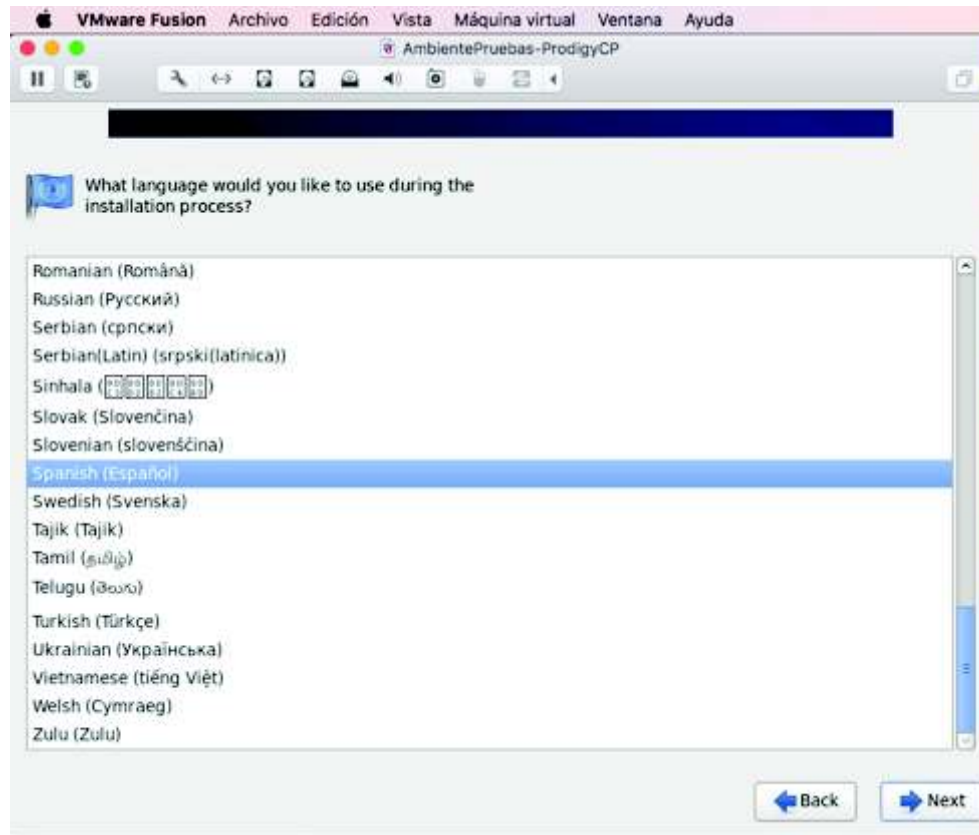 VMware Fusion Archivo Edición Vista Máquina virtual Ventana Ayuda
AmbientePruebas-ProdigyCP
What language would you like to use during the
installation process?
Romanian (Română)
Russian (Русский)
Serbian (српски)
Serbian(Latin) (srpski(latinica))
Sinhala ()
Slovak (Slovenčina)
Slovenian (slovenščina)
Spanish (Español)
Swedish (Svenska)
Tajik (Tajik)
Tamil (தமிழ்)
Telugu (తెలుగు)
Turkish (Türkçe)
Ukrainian (Українська)
Vietnamese (tiếng Việt)
Welsh (Cymraeg)
Zulu (Zulu)
Back Next